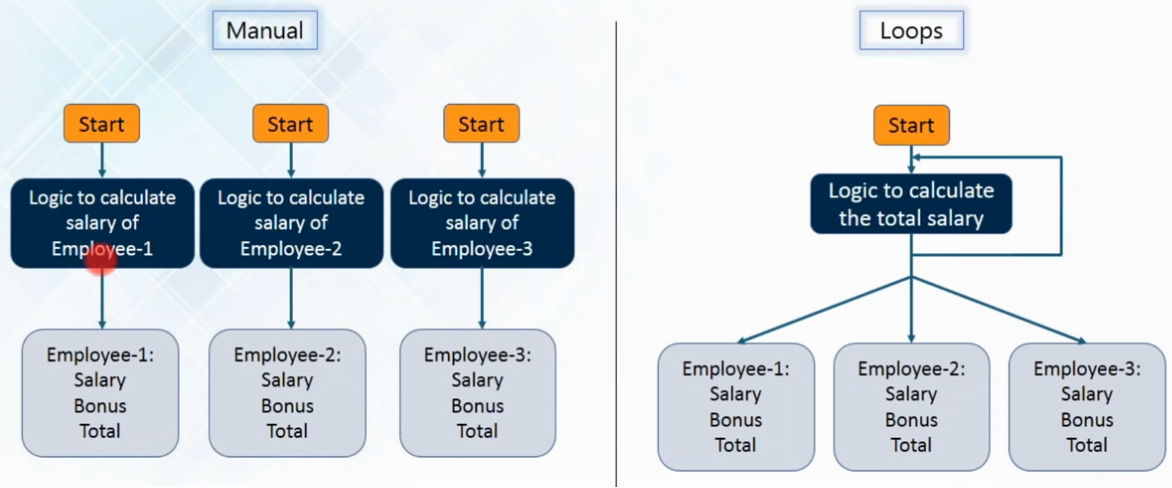 Manual
Start
Logic to calculate
salary of
Employee-1
Employee-1:
Salary
Bonus
Total
Start
Logic to calculate
salary of
Employee-2
Employee-2:
Salary
Bonus
Total
Start
Logic to calculate
salary of
Employee-3
Employee-3:
Salary
Bonus
Total
Loops
Start
Logic to calculate
the total salary
Employee-1:
Salary
Bonus
Total
Employee-2:
Salary
Bonus
Total
Employee-3:
Salary
Bonus
Total